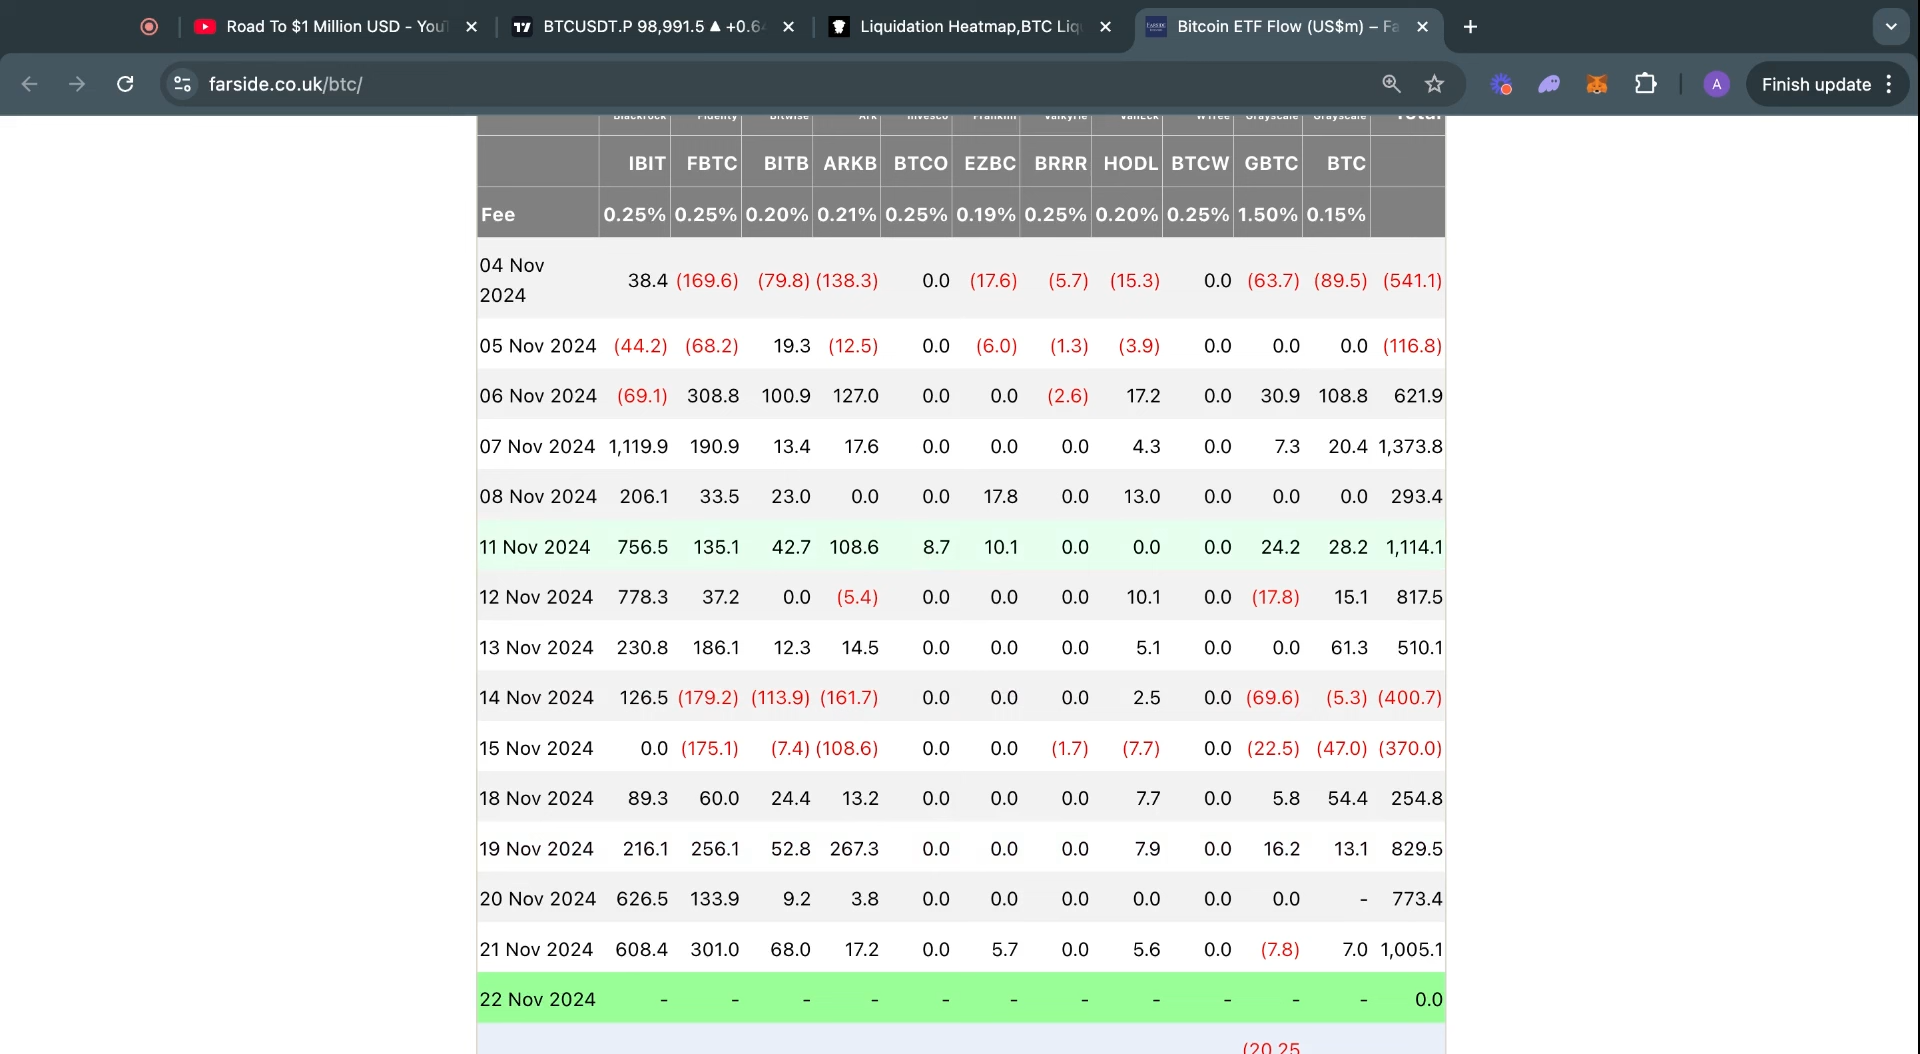 Road To $1 Million USD - YouT
BTCUSDT.P 98,991.5 ▲ +0.64
Liquidation Heatmap,BTC Liq
Bitcoin ETF Flow (US$m) – Fa
farside.co.uk/btc/
A
Finish update
Blackrock Fidelity Bitwise Ark Invesco Franklin Valkyrie VanEck WTree Grayscale Grayscale Total
IBIT FBTC BITB ARKB BTCO EZBC BRRR HODL BTCW GBTC BTC
Fee 0.25% 0.25% 0.20% 0.21% 0.25% 0.19% 0.25% 0.20% 0.25% 1.50% 0.15%
04 Nov
2024 38.4 (169.6) (79.8) (138.3) 0.0 (17.6) (5.7) (15.3) 0.0 (63.7) (89.5) (541.1)
05 Nov 2024 (44.2) (68.2) 19.3 (12.5) 0.0 (6.0) (1.3) (3.9) 0.0 0.0 0.0 (116.8)
06 Nov 2024 (69.1) 308.8 100.9 127.0 0.0 0.0 (2.6) 17.2 0.0 30.9 108.8 621.9
07 Nov 2024 1,119.9 190.9 13.4 17.6 0.0 0.0 0.0 4.3 0.0 7.3 20.4 1,373.8
08 Nov 2024 206.1 33.5 23.0 0.0 0.0 17.8 0.0 13.0 0.0 0.0 0.0 293.4
11 Nov 2024 756.5 135.1 42.7 108.6 8.7 10.1 0.0 0.0 0.0 24.2 28.2 1,114.1
12 Nov 2024 778.3 37.2 0.0 (5.4) 0.0 0.0 0.0 10.1 0.0 (17.8) 15.1 817.5
13 Nov 2024 230.8 186.1 12.3 14.5 0.0 0.0 0.0 5.1 0.0 0.0 61.3 510.1
14 Nov 2024 126.5 (179.2) (113.9) (161.7) 0.0 0.0 0.0 2.5 0.0 (69.6) (5.3) (400.7)
15 Nov 2024 0.0 (175.1) (7.4) (108.6) 0.0 0.0 (1.7) (7.7) 0.0 (22.5) (47.0) (370.0)
18 Nov 2024 89.3 60.0 24.4 13.2 0.0 0.0 0.0 7.7 0.0 5.8 54.4 254.8
19 Nov 2024 216.1 256.1 52.8 267.3 0.0 0.0 0.0 7.9 0.0 16.2 13.1 829.5
20 Nov 2024 626.5 133.9 9.2 3.8 0.0 0.0 0.0 0.0 0.0 0.0 - 773.4
21 Nov 2024 608.4 301.0 68.0 17.2 0.0 5.7 0.0 5.6 0.0 (7.8) 7.0 1,005.1
22 Nov 2024 - - - - - - - - - - - 0.0
(20,25